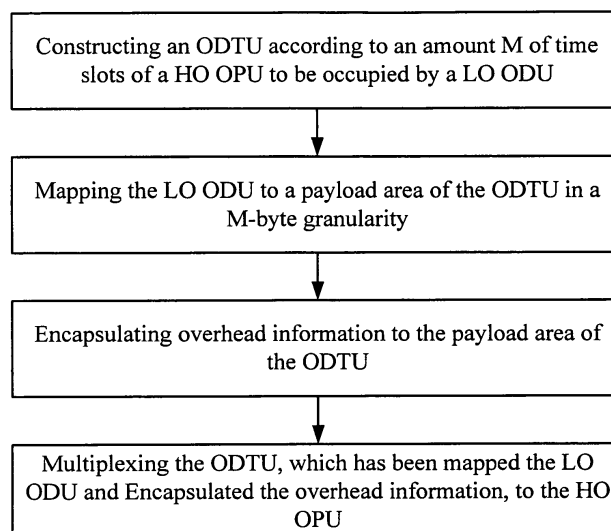 Constructing an ODTU according to an amount M of time
slots of a HO OPU to be occupied by a LO ODU
Mapping the LO ODU to a payload area of the ODTU in a
M-byte granularity
Encapsulating overhead information to the payload area of
the ODTU
Multiplexing the ODTU, which has been mapped the LO
ODU and Encapsulated the overhead information, to the HO
OPU